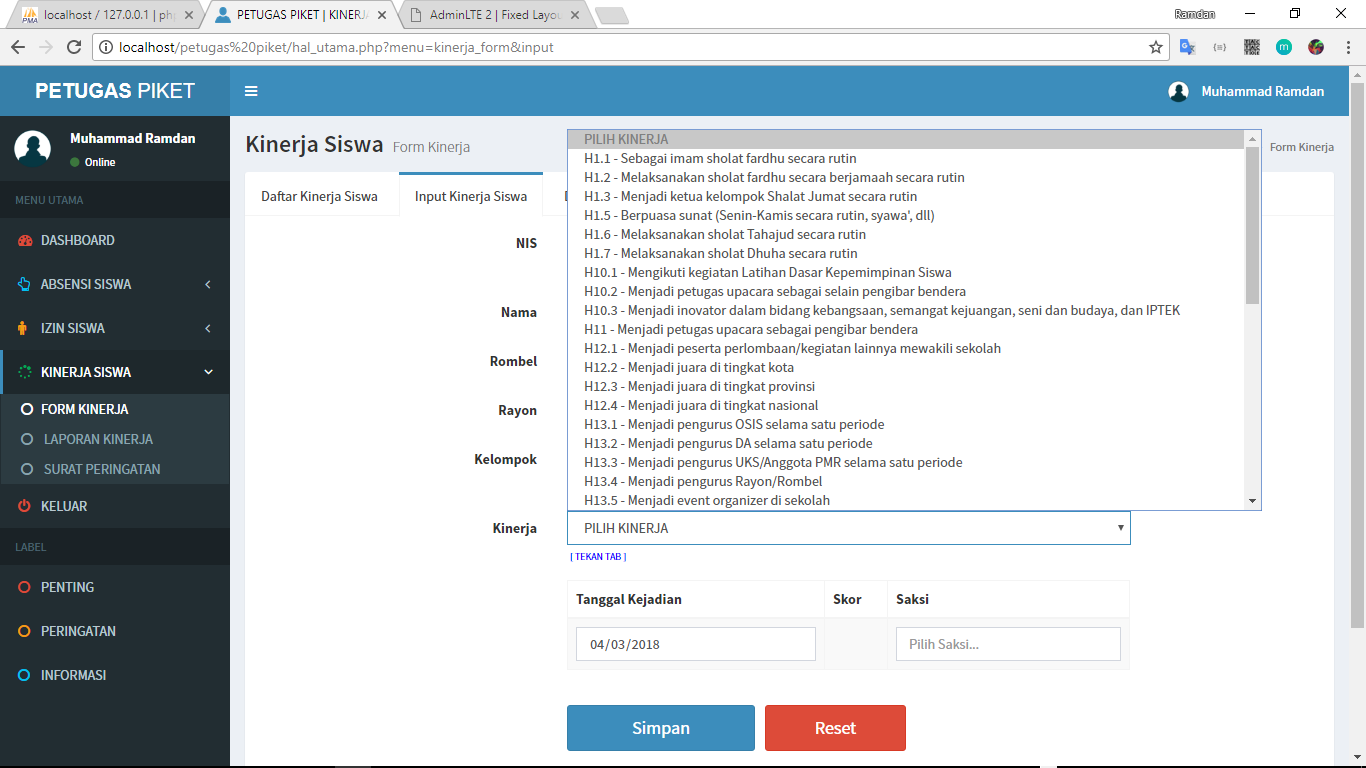 localhost / 127.0.0.1 | ph
PETUGAS PIKET | KINERJ
AdminLTE 2 | Fixed Layou
Ramdan
localhost/petugas%20piket/hal_utama.php?menu=kinerja_form&input
PETUGAS PIKET
Muhammad Ramdan
Muhammad Ramdan
Online
MENU UTAMA
DASHBOARD
ABSENSI SISWA
IZIN SISWA
KINERJA SISWA
FORM KINERJA
LAPORAN KINERJA
SURAT PERINGATAN
KELUAR
LABEL
PENTING
PERINGATAN
INFORMASI
Kinerja Siswa Form Kinerja
Form Kinerja
Daftar Kinerja Siswa
Input Kinerja Siswa
NIS
Nama
Rombel
Rayon
Kelompok
PILIH KINERJA
H1.1 - Sebagai imam sholat fardhu secara rutin
H1.2 - Melaksanakan sholat fardhu secara berjamaah secara rutin
H1.3 - Menjadi ketua kelompok Shalat Jumat secara rutin
H1.5 - Berpuasa sunat (Senin-Kamis secara rutin, syawa', dll)
H1.6 - Melaksanakan sholat Tahajud secara rutin
H1.7 - Melaksanakan sholat Dhuha secara rutin
H10.1 - Mengikuti kegiatan Latihan Dasar Kepemimpinan Siswa
H10.2 - Menjadi petugas upacara sebagai selain pengibar bendera
H10.3 - Menjadi inovator dalam bidang kebangsaan, semangat kejuangan, seni dan budaya, dan IPTEK
H11 - Menjadi petugas upacara sebagai pengibar bendera
H12.1 - Menjadi peserta perlombaan/kegiatan lainnya mewakili sekolah
H12.2 - Menjadi juara di tingkat kota
H12.3 - Menjadi juara di tingkat provinsi
H12.4 - Menjadi juara di tingkat nasional
H13.1 - Menjadi pengurus OSIS selama satu periode
H13.2 - Menjadi pengurus DA selama satu periode
H13.3 - Menjadi pengurus UKS/Anggota PMR selama satu periode
H13.4 - Menjadi pengurus Rayon/Rombel
H13.5 - Menjadi event organizer di sekolah
Kinerja
PILIH KINERJA
[ TEKAN TAB ]
Tanggal Kejadian Skor Saksi
04/03/2018 Pilih Saksi...
Simpan Reset